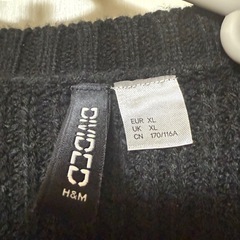 DIVIDED
H&M
EUR XL
UK XL
CN 170/116A